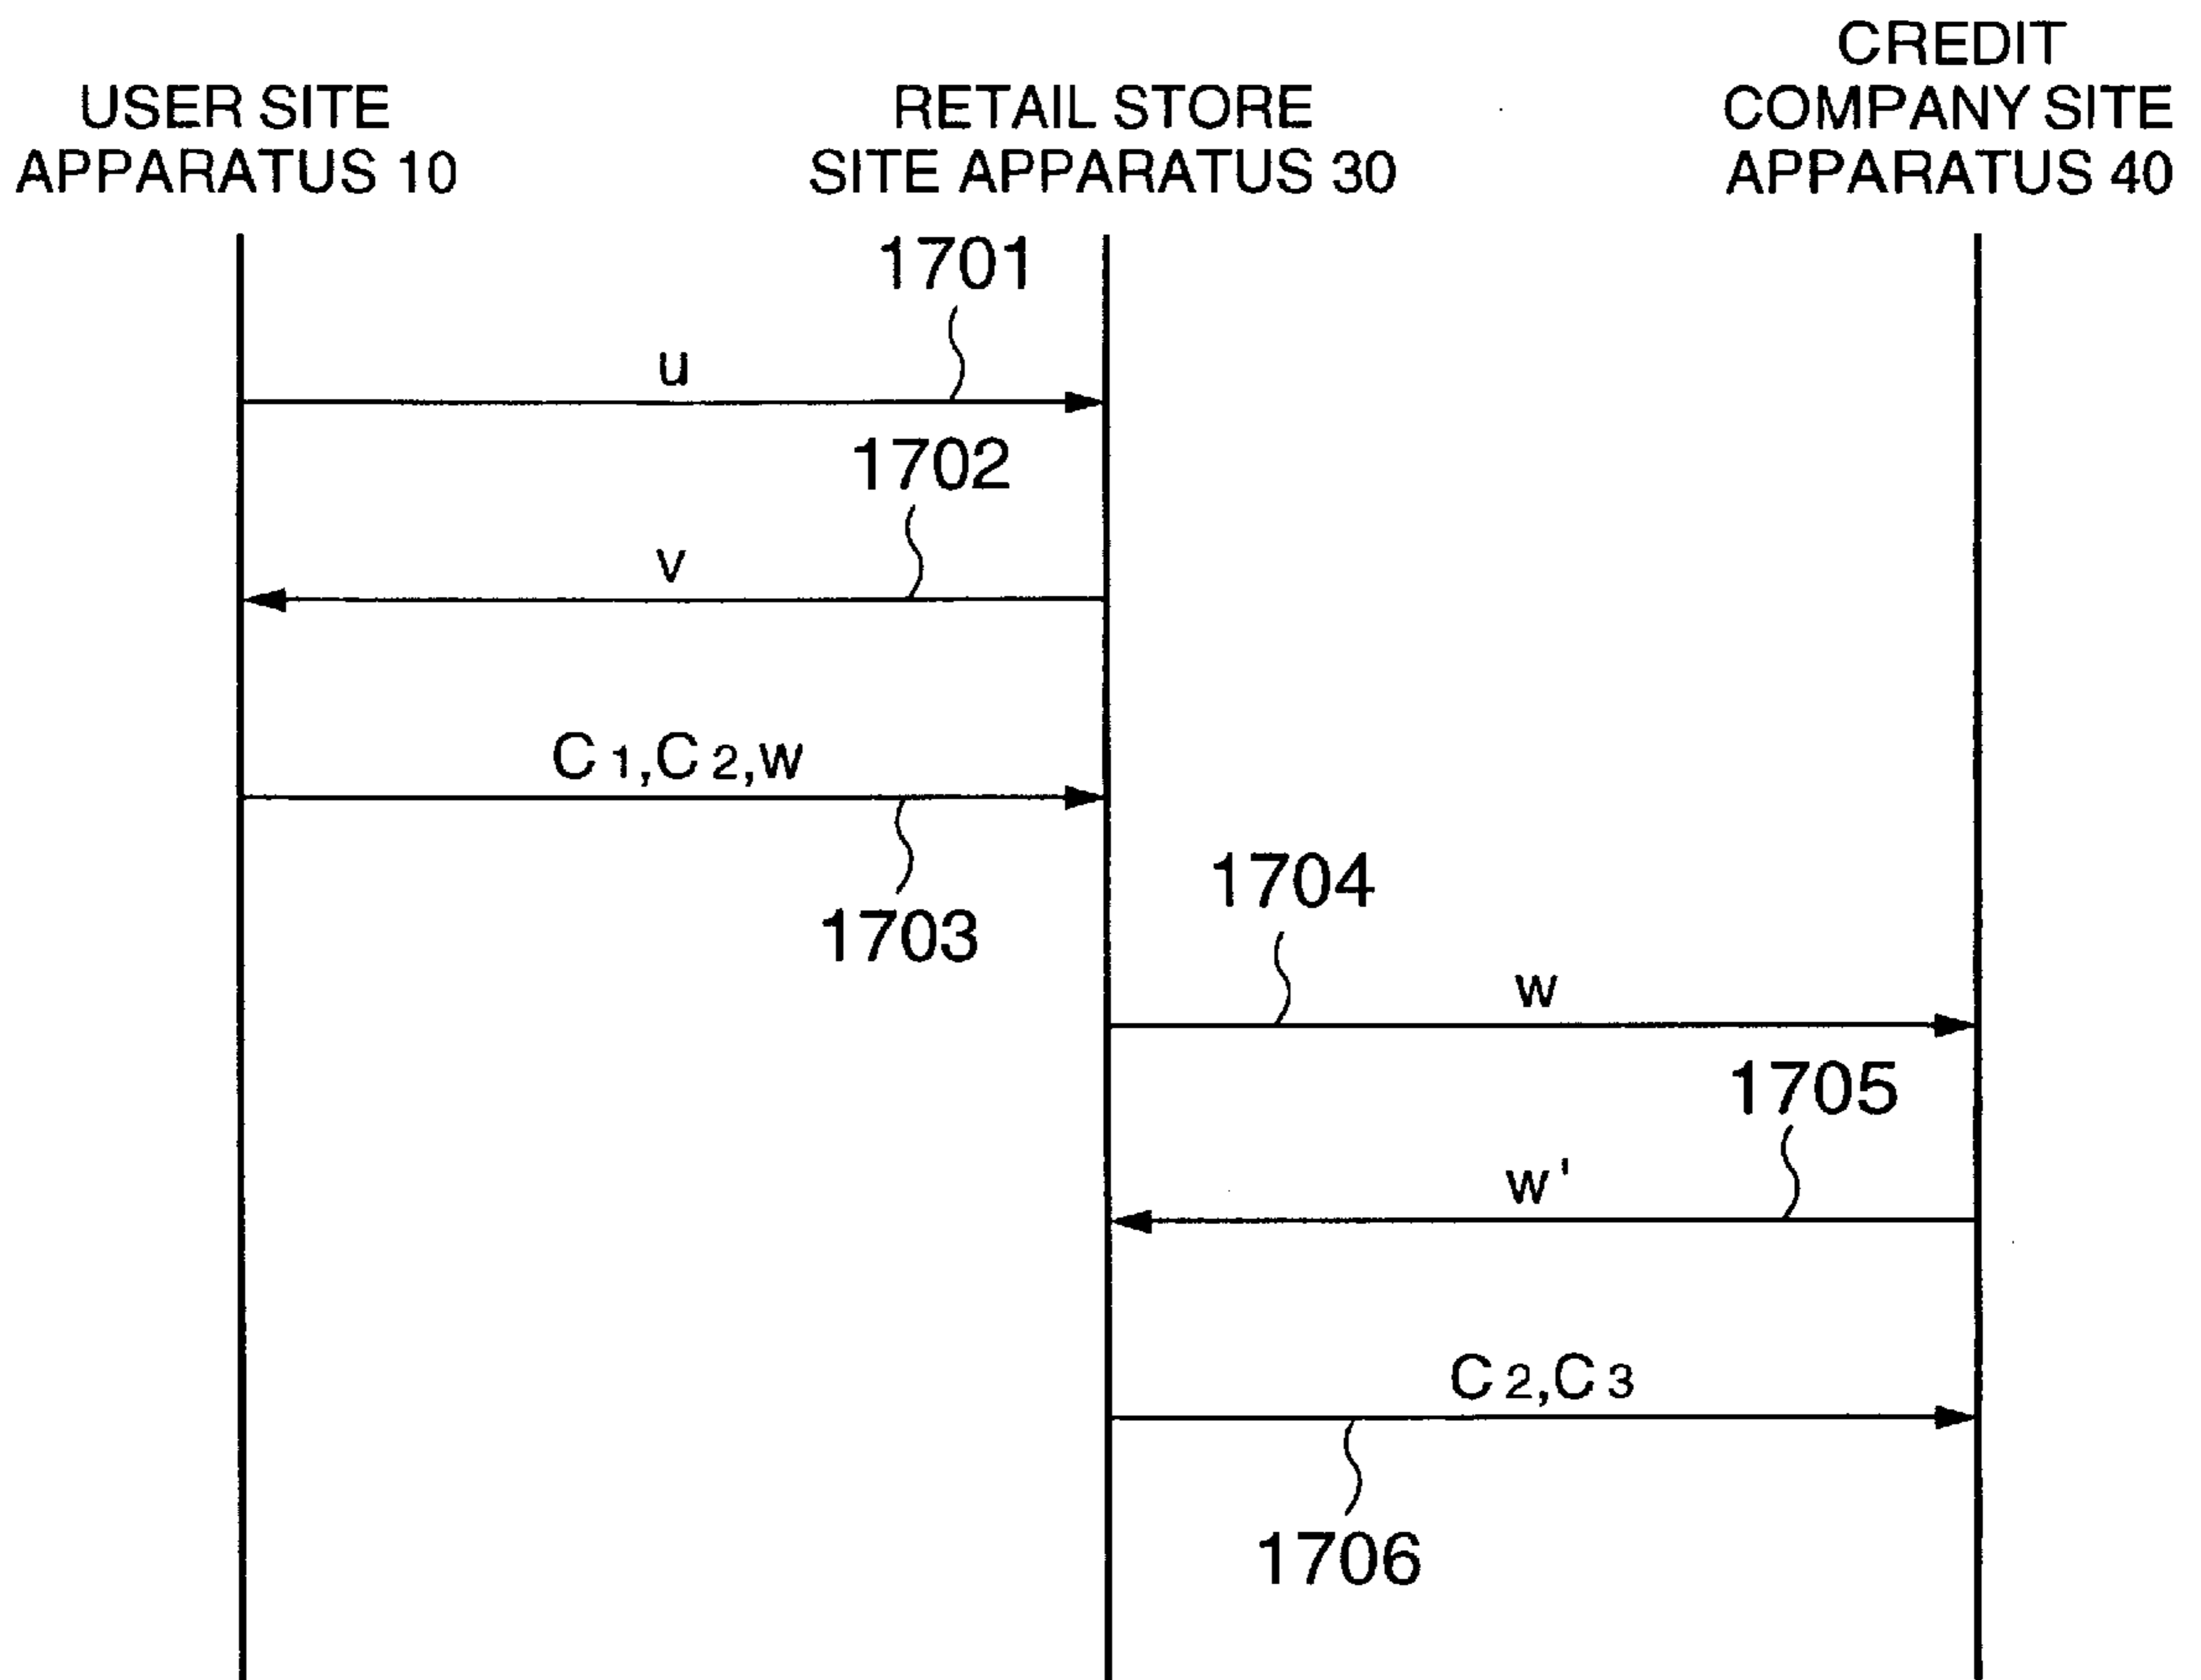 USER SITE
APPARATUS 10
RETAIL STORE
SITE APPARATUS 30
CREDIT
COMPANY SITE
APPARATUS 40
1701
u
1702
v
C1,C2,w
1703
1704
w
1705
w'
C2,C3
1706